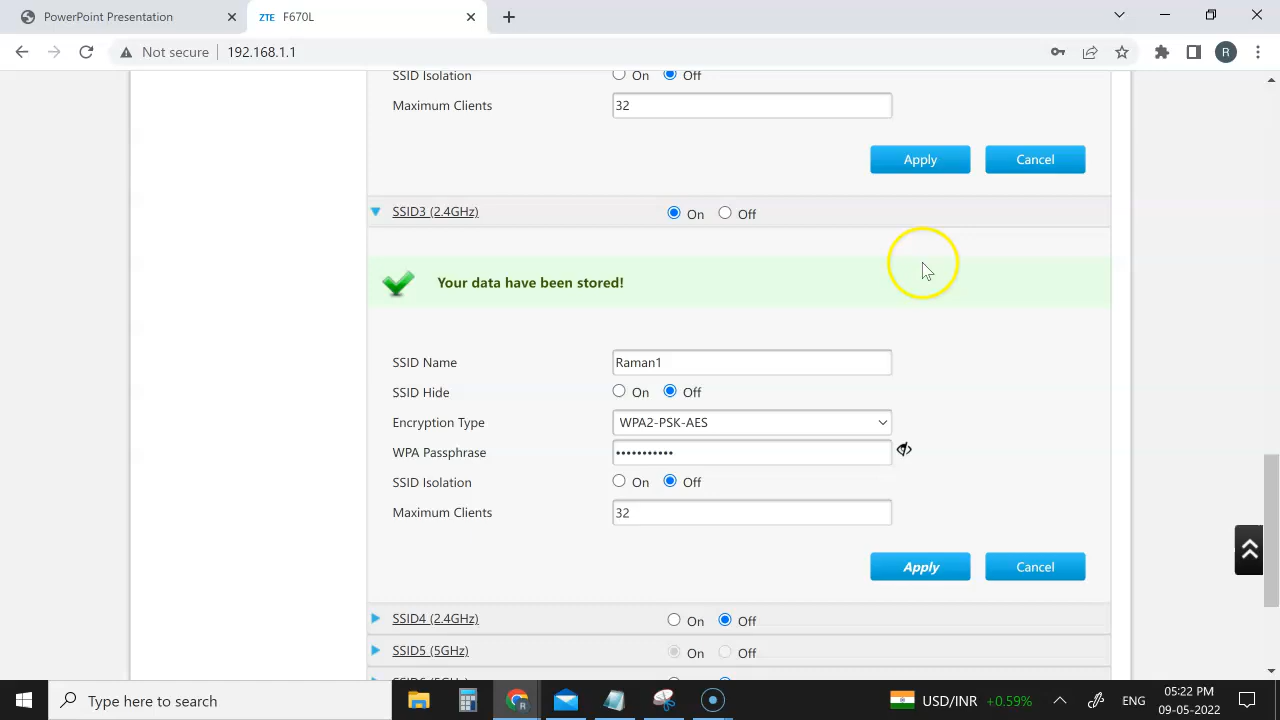 PowerPoint Presentation
ZTE F670L
Not secure 192.168.1.1
R
SSID Isolation On Off
Maximum Clients 32
Apply Cancel
SSID3 (2.4GHz) On Off
Your data have been stored!
SSID Name Raman1
SSID Hide On Off
Encryption Type WPA2-PSK-AES
WPA Passphrase •••••••••••
SSID Isolation On Off
Maximum Clients 32
Apply Cancel
SSID4 (2.4GHz) On Off
SSID5 (5GHz) On Off
SSID6 (5GHz)
Type here to search
USD/INR +0.59%
ENG
05:22 PM
09-05-2022